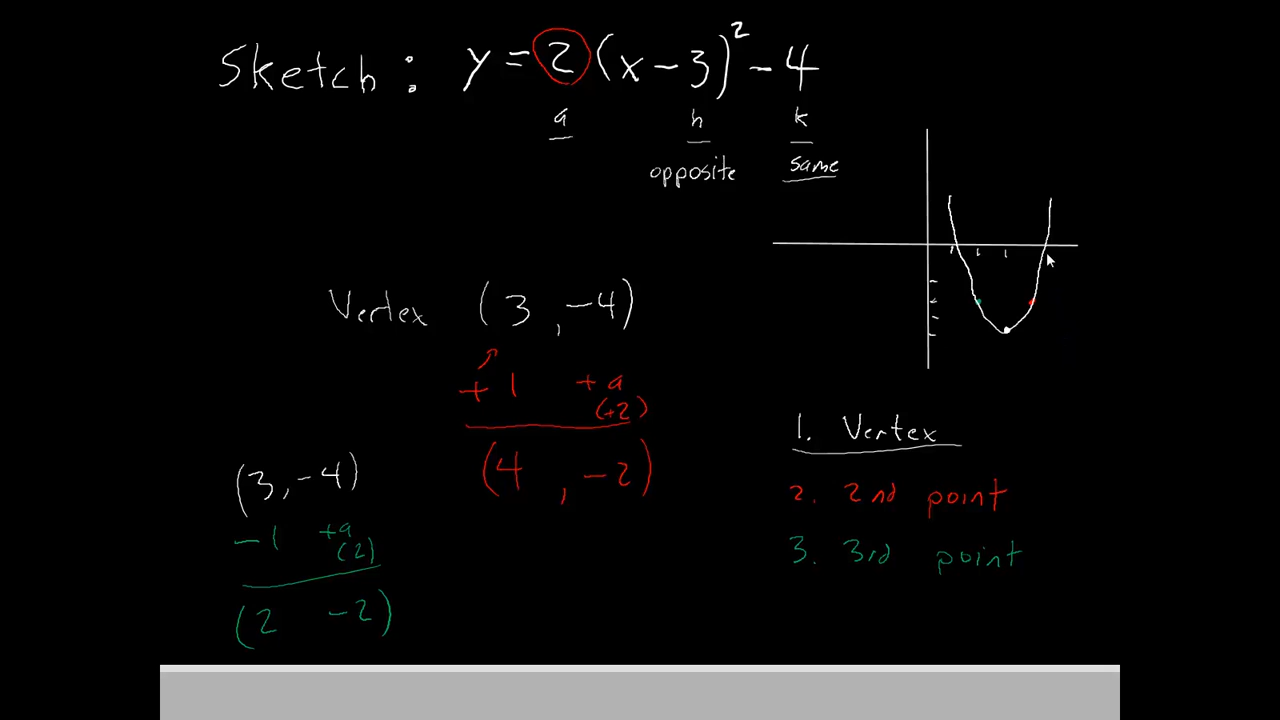 Sketch: y = 2(x - 3)² - 4
a h k
opposite same
Vertex (3, -4)
+1 +a
(+2)
(4, -2)
(3, -4)
-1 +a
(2)
(2 -2)
1. Vertex
2. 2nd point
3. 3rd point